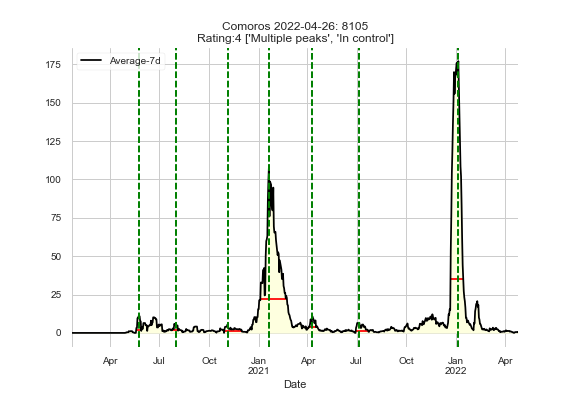 Comoros 2022-04-26: 8105
Rating:4 ['Multiple peaks', 'In control']
Average-7d
175
150
125
100
75
50
25
0
Apr Jul Oct Jan Apr Jul Oct Jan Apr
2021 2022
Date